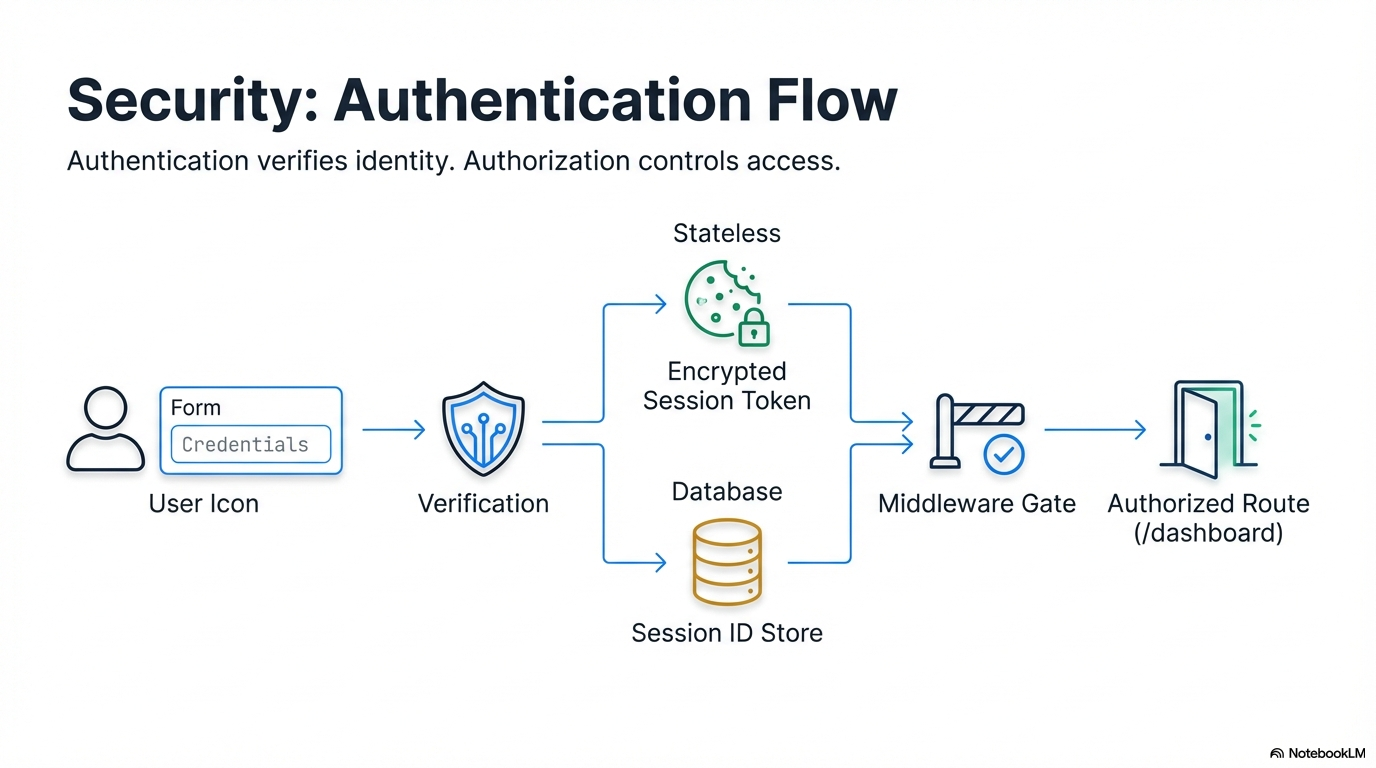 Security: Authentication Flow
Authentication verifies identity. Authorization controls access.
Form
Credentials
User Icon
Verification
Stateless
Encrypted
Session Token
Database
Session ID Store
Middleware Gate
Authorized Route
(/dashboard)
NotebookLM